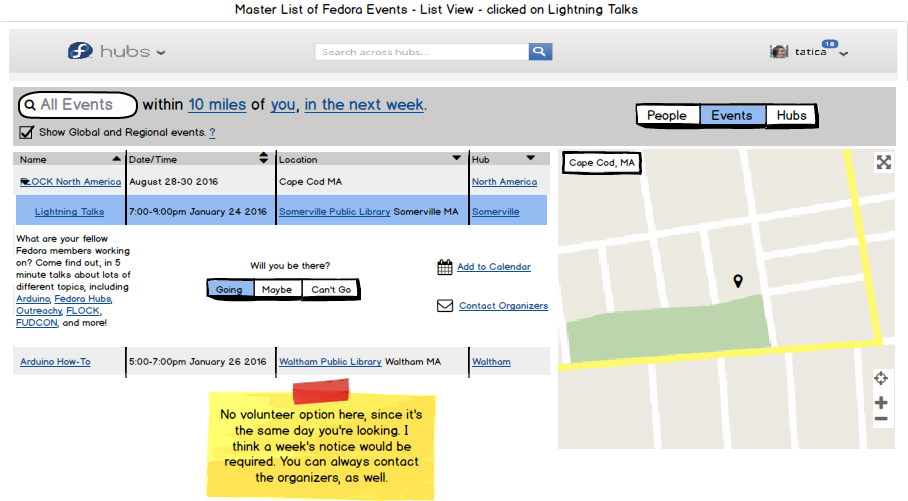 Master List of Fedora Events - List View - clicked on Lightning Talks
hubs
Search across hubs...
tatica
18
All Events within 10 miles of you, in the next week.
Show Global and Regional events. ?
People Events Hubs
Name Date/Time Location Hub
LOCK North America August 28-30 2016 Cape Cod MA North America
Lightning Talks 7:00-9:00pm January 24 2016 Somerville Public Library Somerville MA Somerville
What are your fellow
Fedora members working
on? Come find out, in 5
minute talks about lots of
different topics, including
Arduino, Fedora Hubs,
Outreachy, FLOCK,
FUDCON, and more!
Will you be there?
Going Maybe Can't Go
Add to Calendar
Contact Organizers
Arduino How-To 5:00-7:00pm January 26 2016 Waltham Public Library Waltham MA Waltham
No volunteer option here, since it's
the same day you're looking. I
think a week's notice would be
required. You can always contact
the organizers, as well.
Cape Cod, MA